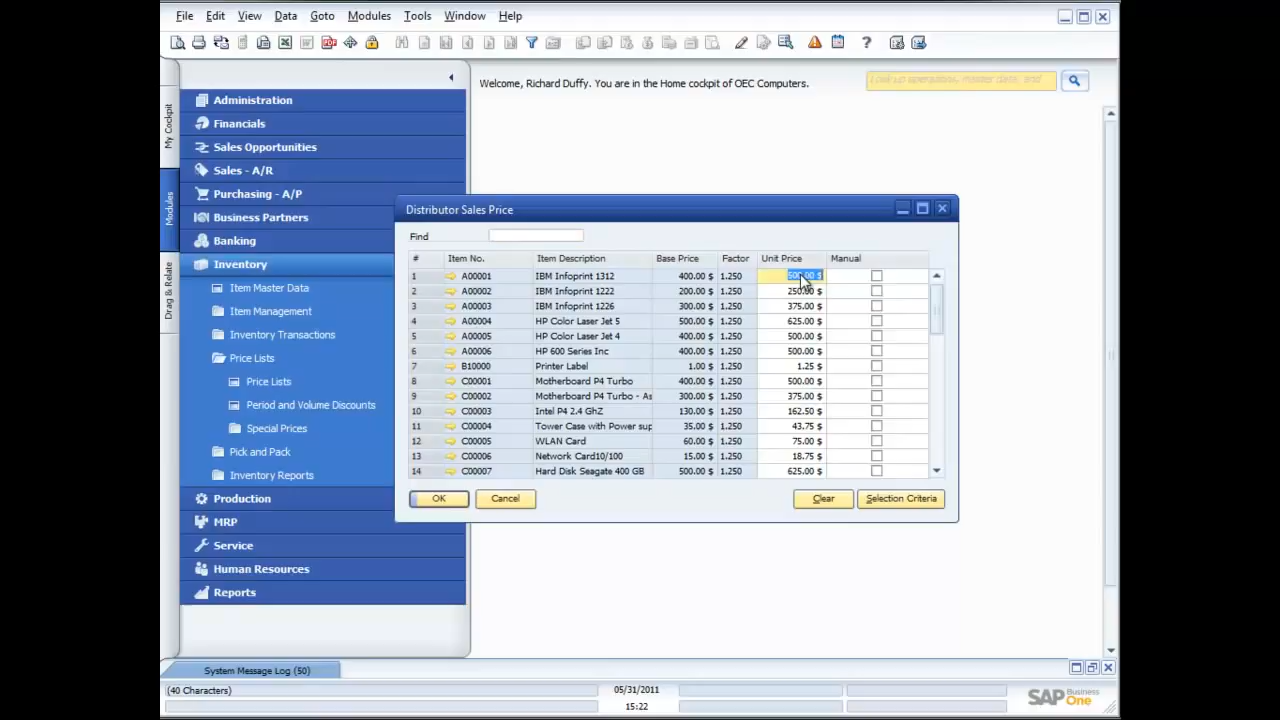 File Edit View Data Goto Modules Tools Window Help
My Cockpit
Modules
Drag & Relate
Welcome, Richard Duffy. You are in the Home cockpit of OEC Computers.
Administration
Financials
Sales Opportunities
Sales - A/R
Purchasing - A/P
Business Partners
Banking
Inventory
Item Master Data
Item Management
Inventory Transactions
Price Lists
Price Lists
Period and Volume Discounts
Special Prices
Pick and Pack
Inventory Reports
Production
MRP
Service
Human Resources
Reports
Distributor Sales Price
Find
# Item No. Item Description Base Price Factor Unit Price Manual
1 A00001 IBM Infoprint 1312 400.00 $ 1.250 500.00 $
2 A00002 IBM Infoprint 1222 200.00 $ 1.250 250.00 $
3 A00003 IBM Infoprint 1226 300.00 $ 1.250 375.00 $
4 A00004 HP Color Laser Jet 5 500.00 $ 1.250 625.00 $
5 A00005 HP Color Laser Jet 4 400.00 $ 1.250 500.00 $
6 A00006 HP 600 Series Inc 400.00 $ 1.250 500.00 $
7 B10000 Printer Label 1.00 $ 1.250 1.25 $
8 C00001 Motherboard P4 Turbo 400.00 $ 1.250 500.00 $
9 C00002 Motherboard P4 Turbo - As 300.00 $ 1.250 375.00 $
10 C00003 Intel P4 2.4 GhZ 130.00 $ 1.250 162.50 $
11 C00004 Tower Case with Power sup 35.00 $ 1.250 43.75 $
12 C00005 WLAN Card 60.00 $ 1.250 75.00 $
13 C00006 Network Card10/100 15.00 $ 1.250 18.75 $
14 C00007 Hard Disk Seagate 400 GB 500.00 $ 1.250 625.00 $
OK Cancel Clear Selection Criteria
System Message Log (50)
(40 Characters) 05/31/2011
15:22
SAP Business One